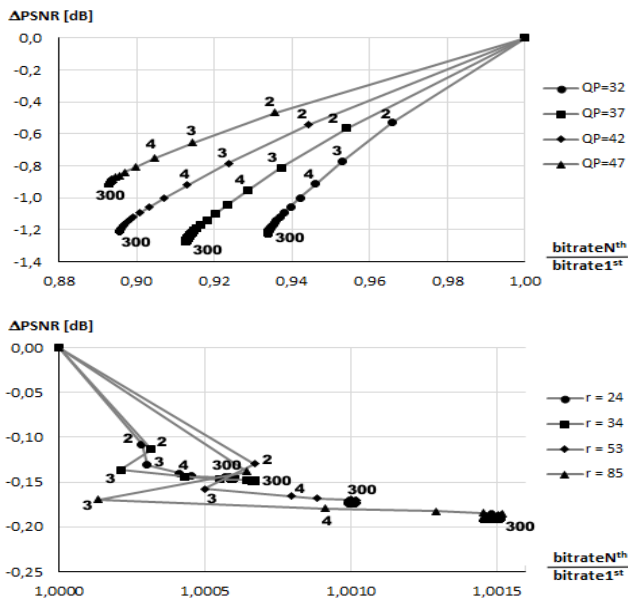 ΔPSNR [dB]
0,0
-0,2
-0,4
-0,6
-0,8
-1,0
-1,2
-1,4
0,88 0,90 0,92 0,94 0,96 0,98 1,00
2 2 2 2
3 3 3 3
4 4 4 4
300 300 300 300
QP=32
QP=37
QP=42
QP=47
bitrateNth
bitrate1st
ΔPSNR [dB]
0,00
-0,05
-0,10
-0,15
-0,20
-0,25
1,0000 1,0005 1,0010 1,0015
2 2 2
3 3 3 3
4 4 4
300 300 300 300
r = 24
r = 34
r = 53
r = 85
bitrateNth
bitrate1st